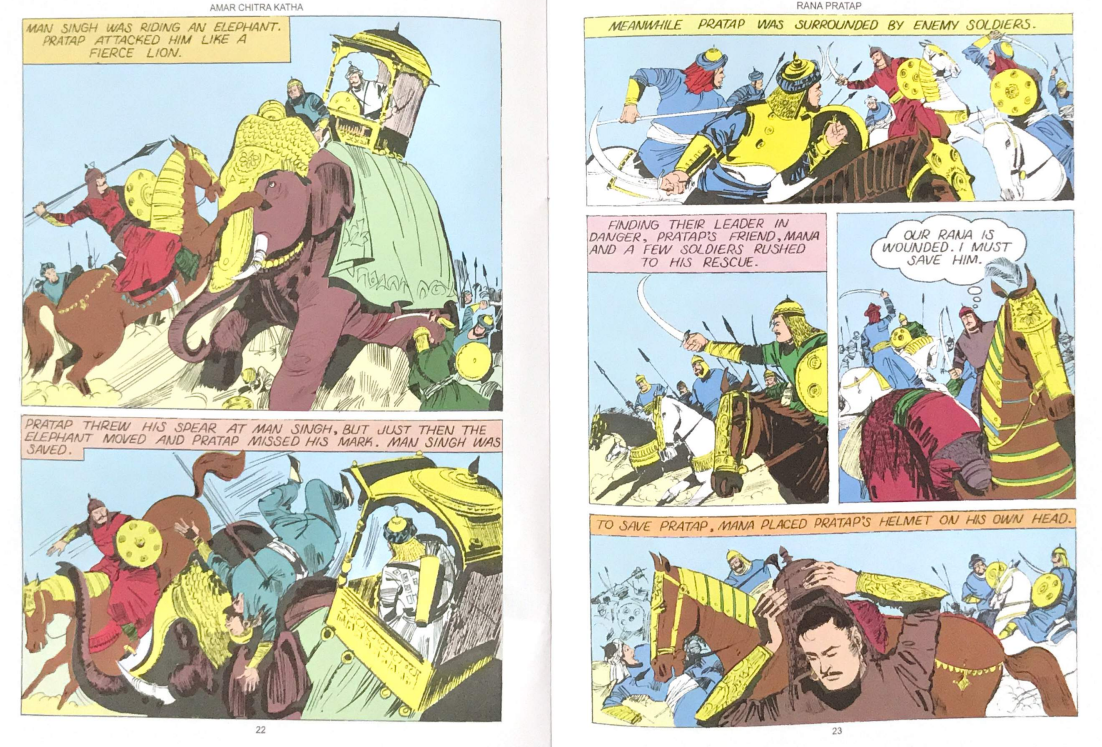 AMAR CHITRA KATHA
MAN SINGH WAS RIDING AN ELEPHANT.
PRATAP ATTACKED HIM LIKE A
FIERCE LION.
PRATAP THREW HIS SPEAR AT MAN SINGH, BUT JUST THEN THE
ELEPHANT MOVED AND PRATAP MISSED HIS MARK. MAN SINGH WAS
SAVED.
22
RANA PRATAP
MEANWHILE PRATAP WAS SURROUNDED BY ENEMY SOLDIERS.
FINDING THEIR LEADER IN
DANGER, PRATAP'S FRIEND, MANA
AND A FEW SOLDIERS RUSHED
TO HIS RESCUE.
OUR RANA IS
WOUNDED. I MUST
SAVE HIM.
TO SAVE PRATAP, MANA PLACED PRATAP'S HELMET ON HIS OWN HEAD.
23